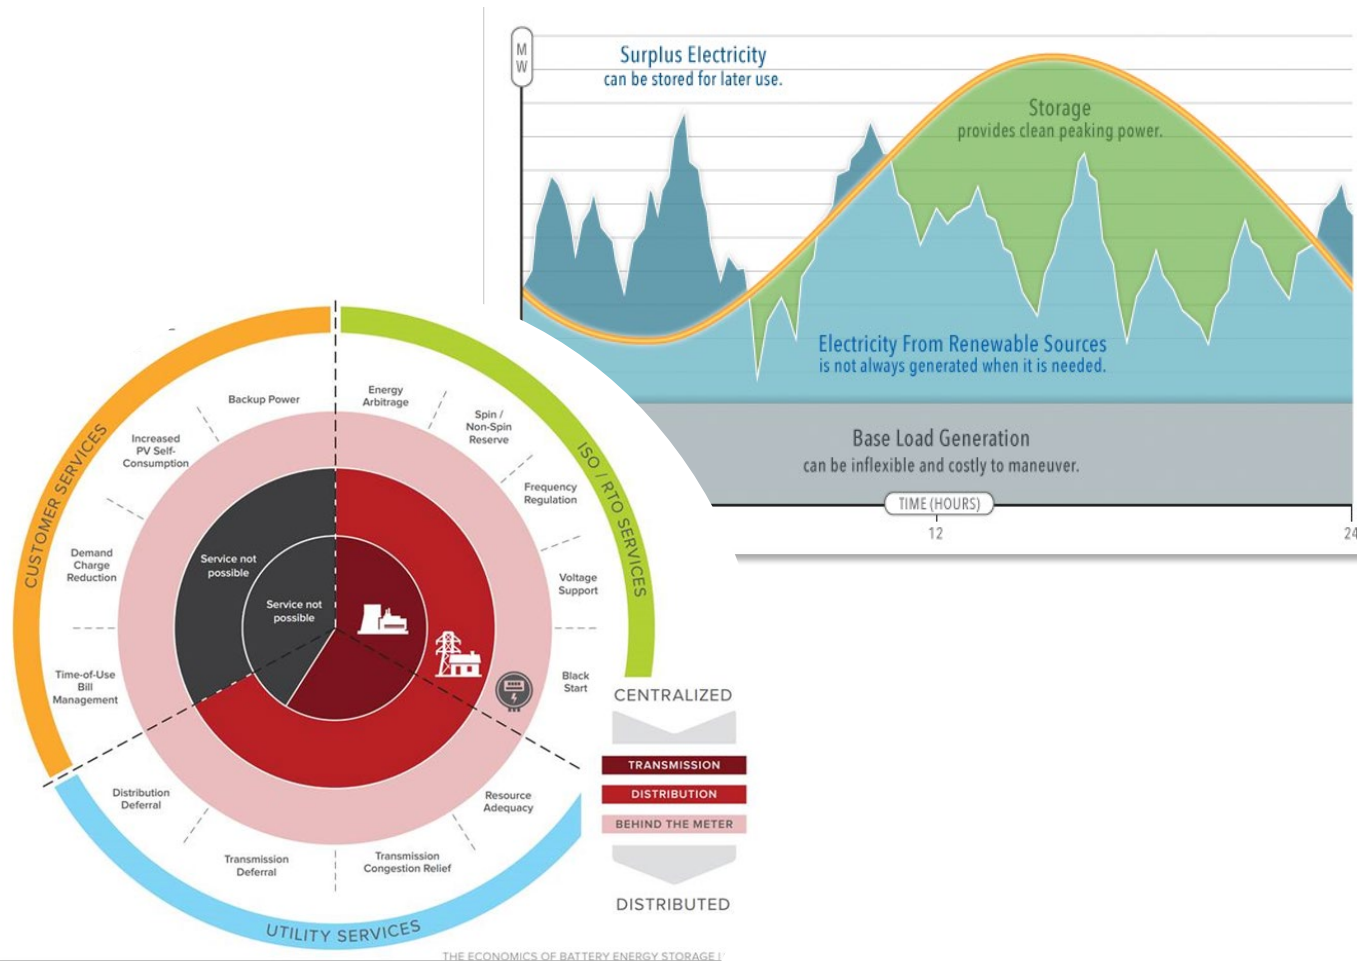 M
W
Surplus Electricity
can be stored for later use.
Storage
provides clean peaking power.
Electricity From Renewable Sources
is not always generated when it is needed.
Base Load Generation
can be inflexible and costly to maneuver.
TIME (HOURS)
12
24
CUSTOMER SERVICES
ISO / RTO SERVICES
UTILITY SERVICES
Backup Power
Energy
Arbitrage
Spin /
Non-Spin
Reserve
Increased
PV Self-
Consumption
Frequency
Regulation
Demand
Charge
Reduction
Service not
possible
Service not
possible
Voltage
Support
Time-of-Use
Bill
Management
Black
Start
Distribution
Deferral
Resource
Adequacy
Transmission
Deferral
Transmission
Congestion Relief
CENTRALIZED
TRANSMISSION
DISTRIBUTION
BEHIND THE METER
DISTRIBUTED
THE ECONOMICS OF BATTERY ENERGY STORAGE |